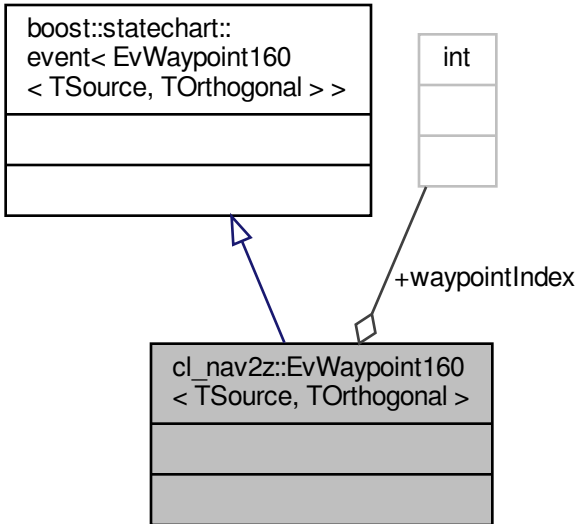 boost::statechart::
event< EvWaypoint160
< TSource, TOrthogonal > >
int
+waypointIndex
cl_nav2z::EvWaypoint160
< TSource, TOrthogonal >